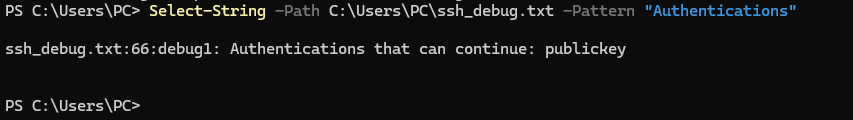 PS C:\Users\PC> Select-String -Path C:\Users\PC\ssh_debug.txt -Pattern "Authentications"
ssh_debug.txt:66:debug1: Authentications that can continue: publickey
PS C:\Users\PC>